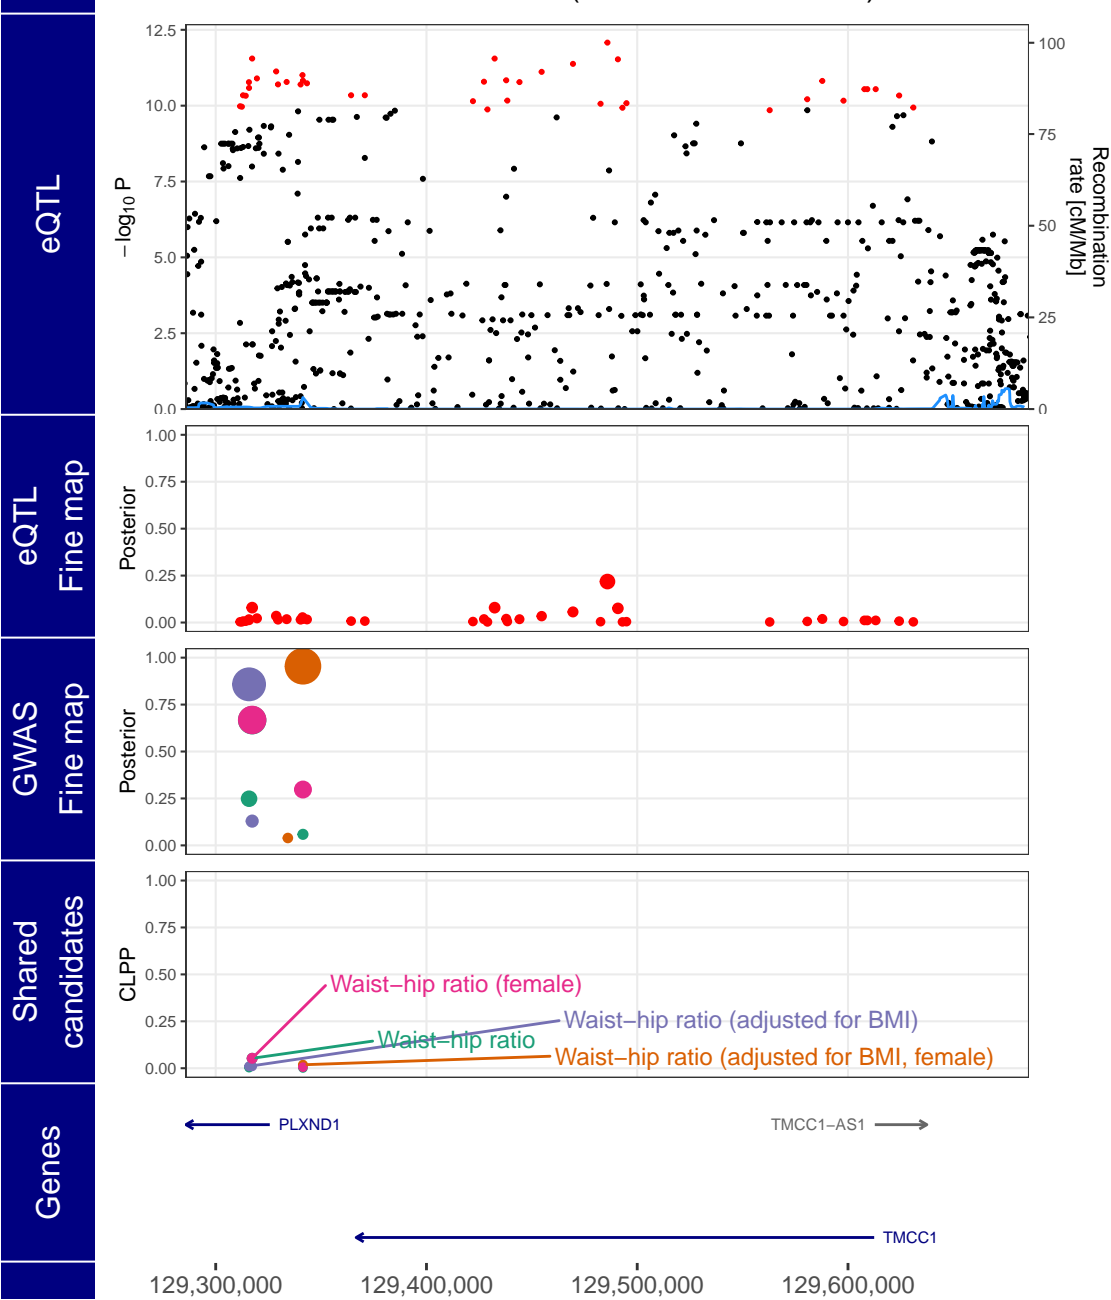 eQTL
−log10 P
12.5
10.0
7.5
5.0
2.5
0.0
100
75
50
25
0
Recombination
rate [cM/Mb]
eQTL
Fine map
Posterior
1.00
0.75
0.50
0.25
0.00
GWAS
Fine map
Posterior
1.00
0.75
0.50
0.25
0.00
Shared
candidates
CLPP
1.00
0.75
0.50
0.25
0.00
Waist−hip ratio (female)
Waist−hip ratio (adjusted for BMI)
Waist−hip ratio
Waist−hip ratio (adjusted for BMI, female)
Genes
PLXND1
TMCC1−AS1
TMCC1
129,300,000
129,400,000
129,500,000
129,600,000